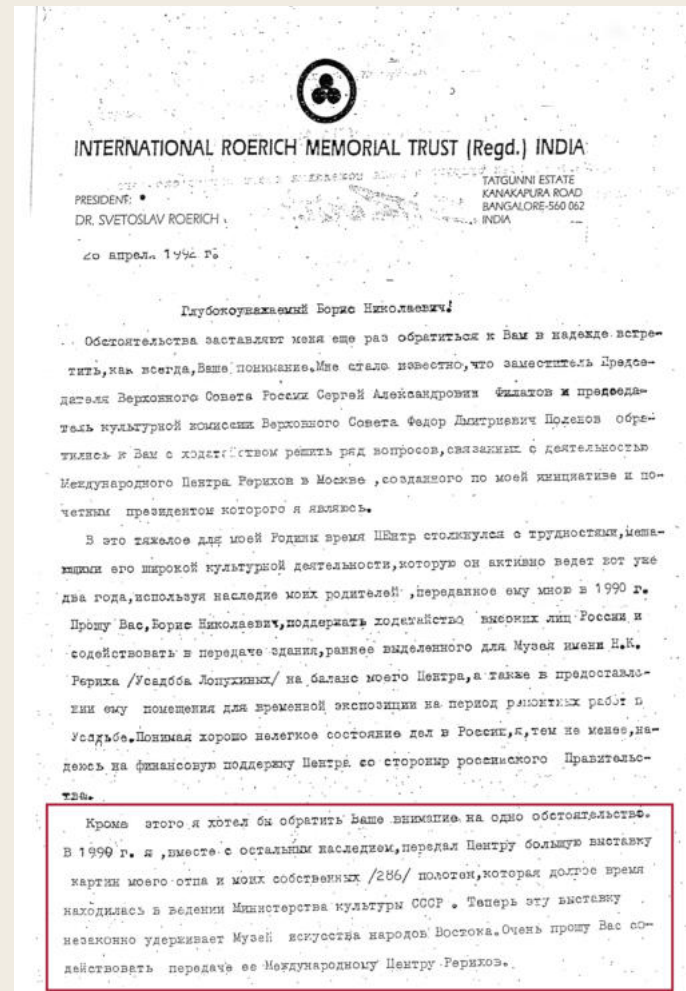 INTERNATIONAL ROERICH MEMORIAL TRUST (Regd.) INDIA
PRESIDENT:
DR. SVETOSLAV ROERICH
TATGUNNI ESTATE
KANAKAPURA ROAD
BANGALORE-560 062
INDIA
апреля 1992 г.
Глубокоуважаемый Борис Николаевич!
Обстоятельства заставляют меня еще раз обратиться к Вам в надежде встре-
тить,как всегда,Ваше понимание.Мне стало известно,что заместитель Предсе-
дателя Верховного Совета России Сергей Александрович Филатов и председа-
тель культурной комиссии Верховного Совета Федор Дмитриевич Поленов обра-
тились к Вам с ходатайством решить ряд вопросов,связанных с деятельностью
Международного Центра Рерихов в Москве ,созданного по моей инициативе и по-
четным президентом которого я являюсь.
В это тяжелое для моей Родины время ЦЕнтр столкнулся с трудностями,меша-
ющими его широкой культурной деятельности,которую он активно ведет вот уже
два года,используя наследие моих родителей ,переданное ему мною в 1990 г.
Прошу Вас,Борис Николаевич,поддержать ходатайство высоких лиц России и
содействовать в передаче здания,раннее выделенного для Музея имени Н.К.
Рериха /Усадьба Лопухиных/ на баланс моего Центра,а также в предоставле-
нии ему помещения для временной экспозиции на период ремонтных работ в
Усадьбе.Понимая хорошо нелегкое состояние дел в России,я,тем не менее,на-
деюсь на финансовую поддержку Центра со стороныр российского Правительс-
тва.
Кроме этого я хотел бы обратить Ваше внимание на одно обстоятельство.
В 1990 г. я ,вместе с остальным наследием,передал Центру большую выставку
картин моего отца и моих собственных /286/ полотен,которая долгое время
находилась в ведении Министерства культуры СССР . Теперь эту выставку
незаконно удерживает Музей искусства народов Востока.Очень прошу Вас со-
действовать передаче ее Международному Центру Рерихов.